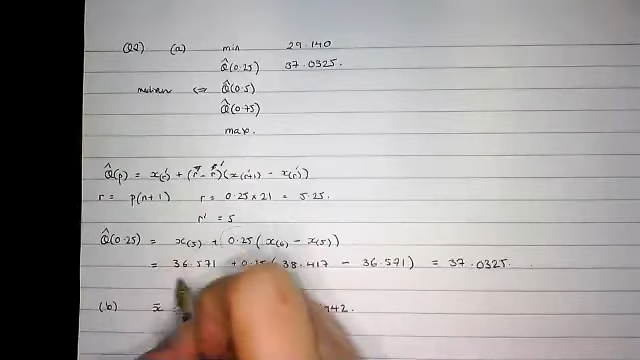 Q2) (a) min 29.140
Q̂(0.25) 37.0325.
median ⇔ Q̂(0.5)
Q̂(0.75)
max.
Q̂(p) = x(r') + (r - r')(x(r'+1) - x(r'))
r = p(n+1) r = 0.25 × 21 = 5.25.
r' = 5
Q̂(0.25) = x(5) + 0.25(x(6) - x(5))
= 36.571 + 0.25(38.417 - 36.571) = 37.0325.
(b) x̄ 942.